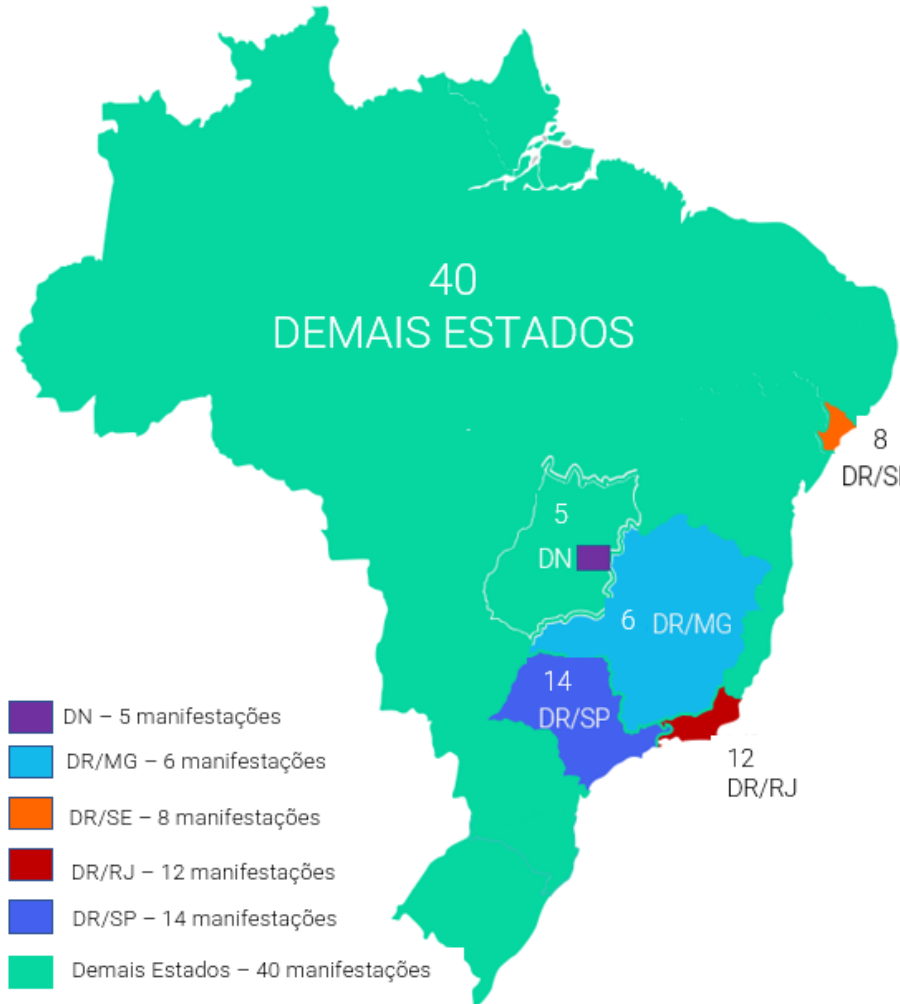 40
DEMAIS ESTADOS
8
DR/SI
5
DN
6 DR/MG
14
DR/SP
12
DR/RJ
DN – 5 manifestações
DR/MG – 6 manifestações
DR/SE – 8 manifestações
DR/RJ – 12 manifestações
DR/SP – 14 manifestações
Demais Estados – 40 manifestações